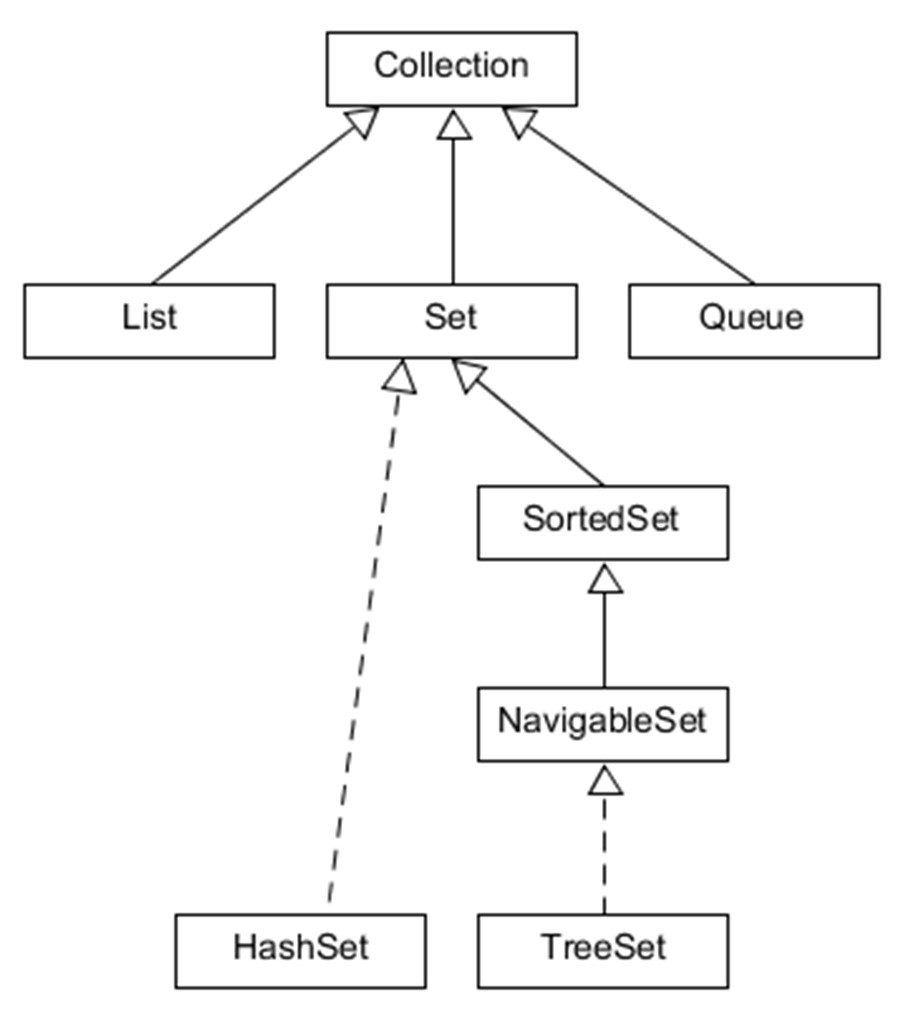 Collection
List
Set
Queue
SortedSet
NavigableSet
HashSet
TreeSet